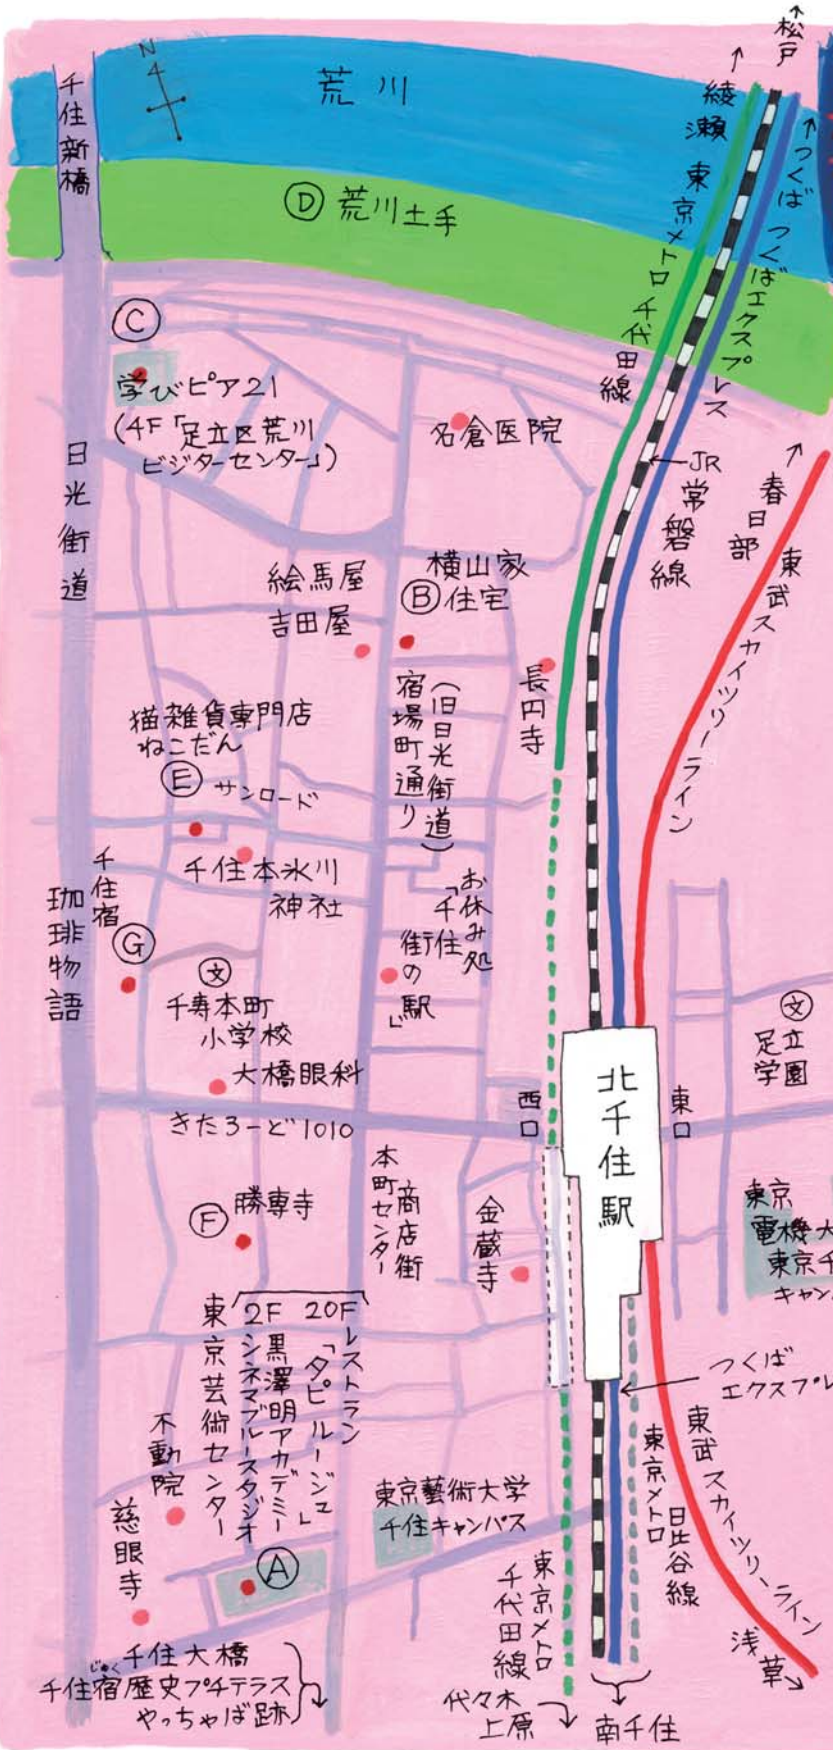 松戸
綾瀬
N
荒川
千住新橋
Ⓓ 荒川土手
東京メトロ千代田線
つくば
つくばエクスプレス
Ⓒ
学びピア21
(4F「足立区荒川
ビジターセンター」)
名倉医院
JR
常磐線
春日部
東武スカイツリーライン
日光街道
絵馬屋
吉田屋
横山家
Ⓑ住宅
長円寺
宿場町通り
(旧日光街道)
猫雑貨専門店
ねこだん
Ⓔ サンロード
千住本氷川
神社
お休み処
「千住
街の駅」
千住宿
珈琲物語
Ⓖ
文
千寿本町
小学校
大橋眼科
きたろーど1010
文
足立
学園
北千住駅
西口
東口
本町センター
商店街
Ⓕ 勝専寺
金蔵寺
東京
電機大
東京千
キャン
東京芸術センター
2F
シネマブルースタジオ
黒澤明アカデミー
20F
レストラン
「タピルージュ」
不動院
慈眼寺
Ⓐ
東京藝術大学
千住キャンパス
つくば
エクスプレ
東京メトロ
日比谷線
東武スカイツリーライン
浅草
東京メトロ
千代田線
代々木
上原
南千住
千住大橋
じゅく
千住宿歴史プチテラス
やっちゃば跡